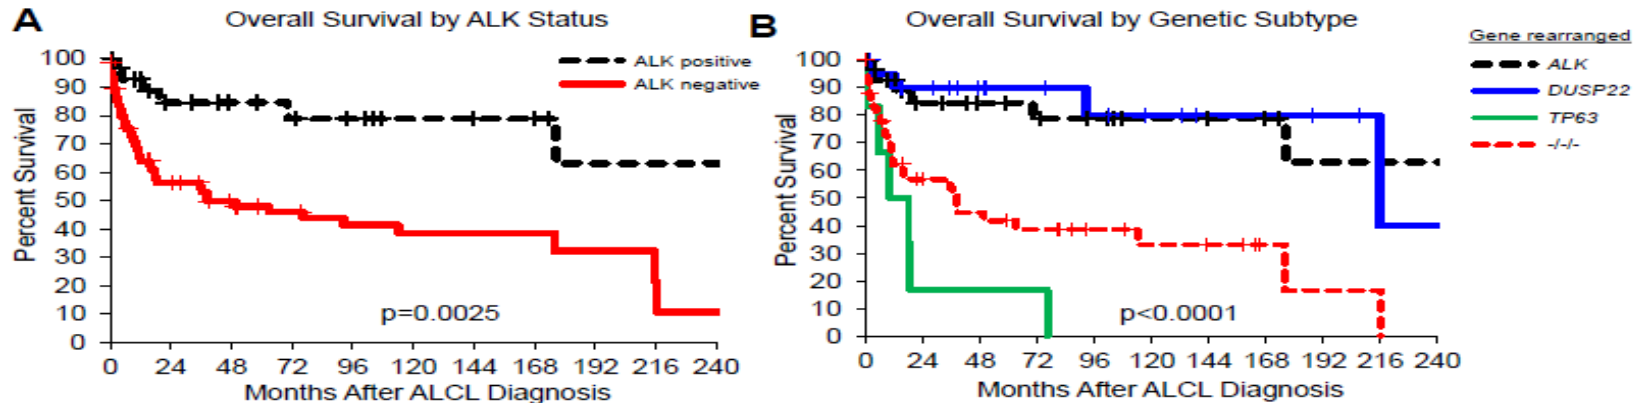 A
Overall Survival by ALK Status
Percent Survival
100
90
80
70
60
50
40
30
20
10
0
ALK positive
ALK negative
p=0.0025
0 24 48 72 96 120 144 168 192 216 240
Months After ALCL Diagnosis
B
Overall Survival by Genetic Subtype
Percent Survival
100
90
80
70
60
50
40
30
20
10
0
p<0.0001
0 24 48 72 96 120 144 168 192 216 240
Months After ALCL Diagnosis
Gene rearranged
ALK
DUSP22
TP63
-/-/-